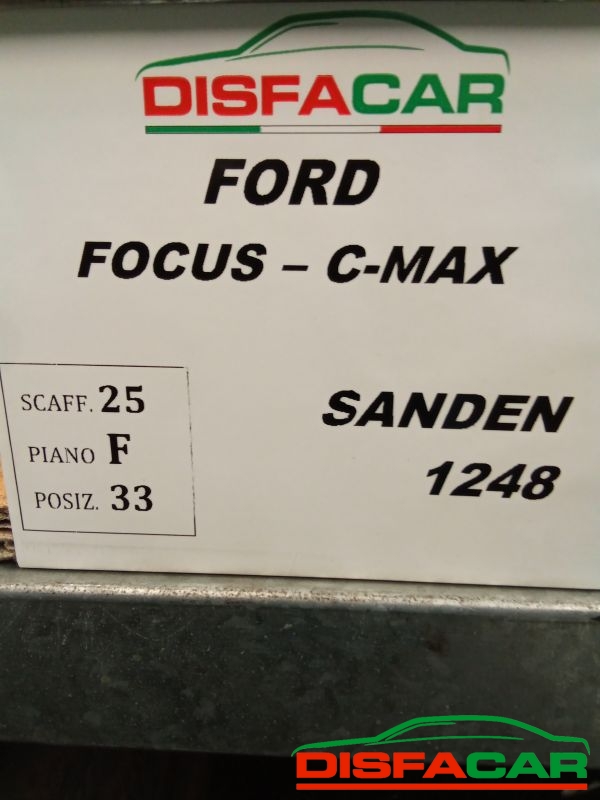 DISFACAR
FORD
FOCUS – C-MAX
SCAFF. 25
PIANO F
POSIZ. 33
SANDEN
1248
DISFACAR